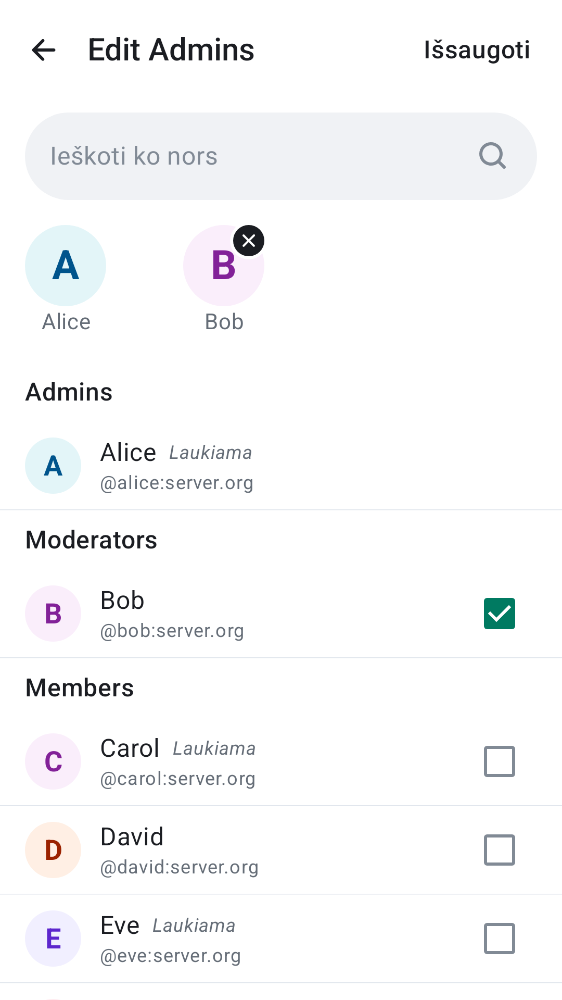 Edit Admins
Išsaugoti
Ieškoti ko nors
A
B
Alice
Bob
Admins
A
Alice Laukiama
@alice:server.org
Moderators
B
Bob
@bob:server.org
Members
C
Carol Laukiama
@carol:server.org
D
David
@david:server.org
E
Eve Laukiama
@eve:server.org